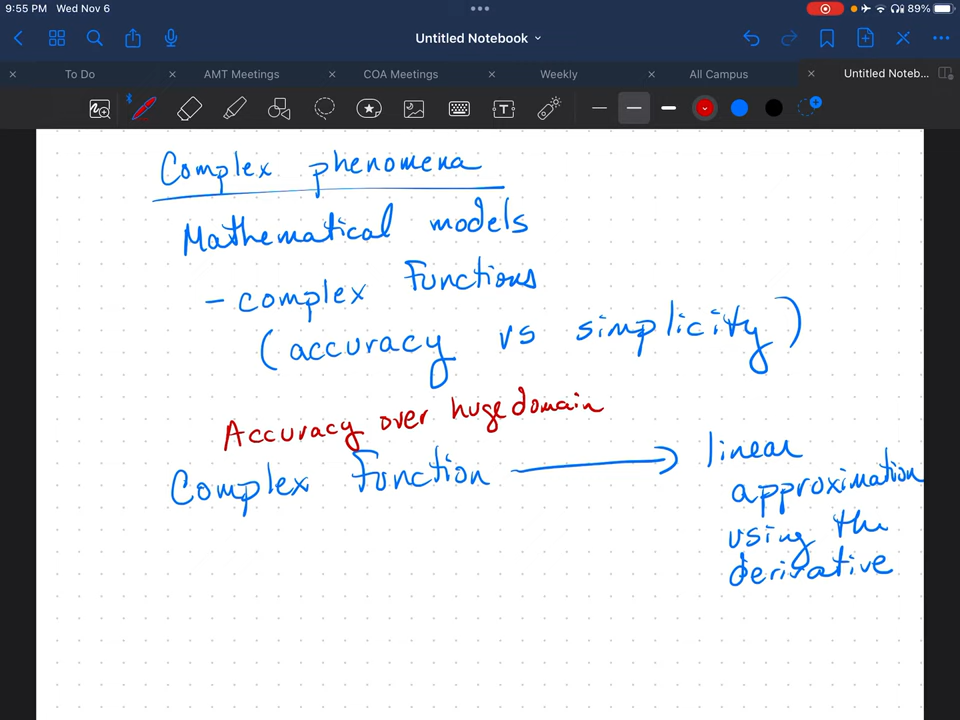 9:55 PM Wed Nov 6
89%
Untitled Notebook
To Do
AMT Meetings
COA Meetings
Weekly
All Campus
Untitled Noteb...
Complex phenomena
Mathematical models
- complex Functions
(accuracy vs simplicity)
Accuracy over huge domain
Complex Function → linear
approximation
using the
derivative